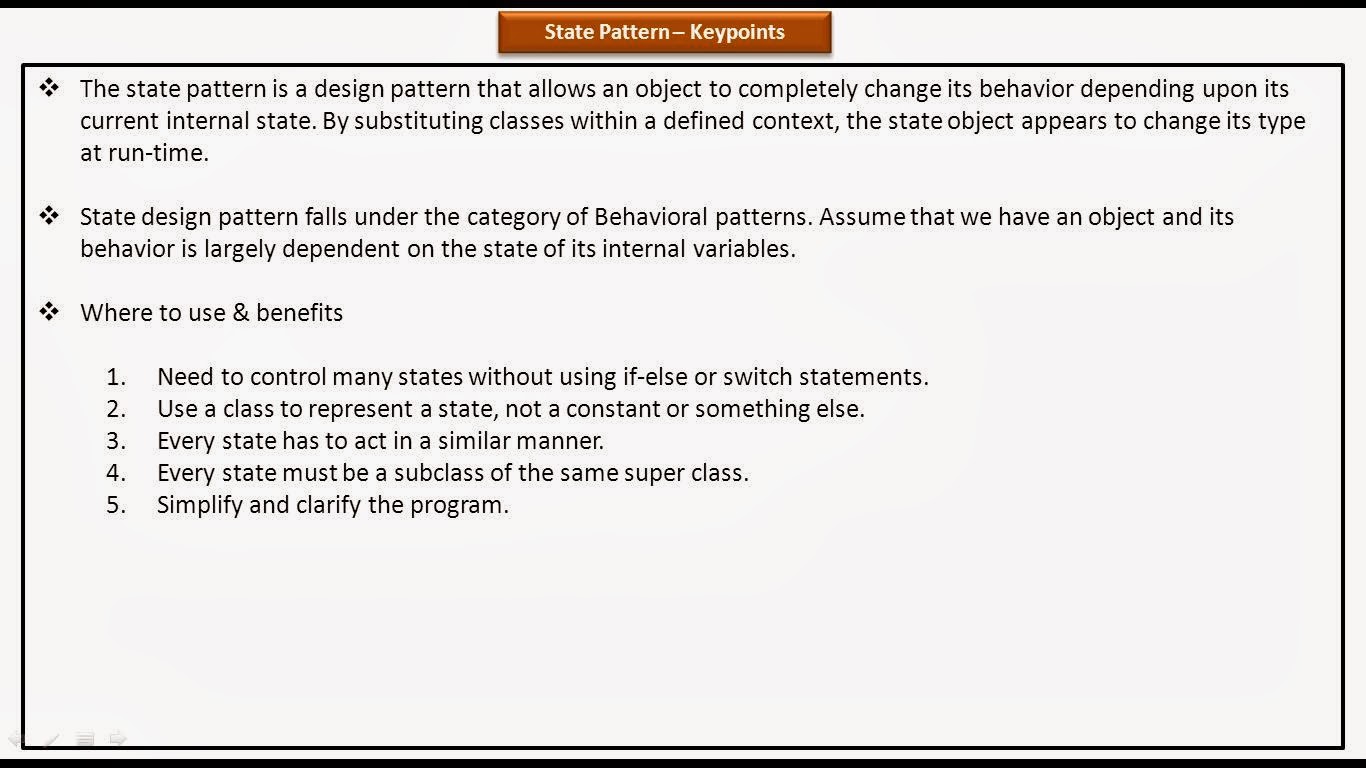 State Pattern – Keypoints
❖ The state pattern is a design pattern that allows an object to completely change its behavior depending upon its
current internal state. By substituting classes within a defined context, the state object appears to change its type
at run-time.
❖ State design pattern falls under the category of Behavioral patterns. Assume that we have an object and its
behavior is largely dependent on the state of its internal variables.
❖ Where to use & benefits
1. Need to control many states without using if-else or switch statements.
2. Use a class to represent a state, not a constant or something else.
3. Every state has to act in a similar manner.
4. Every state must be a subclass of the same super class.
5. Simplify and clarify the program.